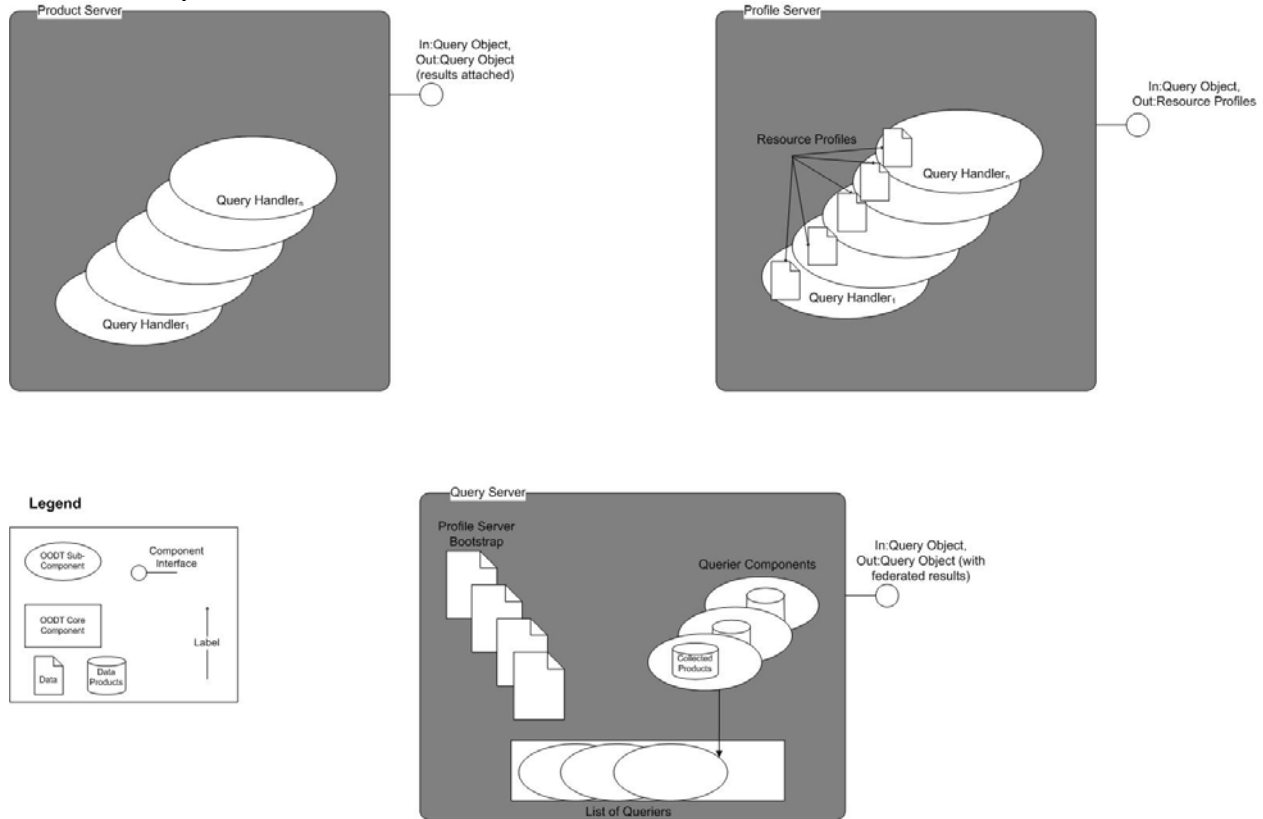 Product Server
In:Query Object,
Out:Query Object
(results attached)
Query Handlerₙ
Query Handler₁
Profile Server
In:Query Object,
Out:Resource Profiles
Resource Profiles
Query Handlerₙ
Query Handler₁
Legend
OODT Sub-
Component
Component
Interface
OODT Core
Component
Label
Data
Data
Products
Query Server
Profile Server
Bootstrap
Querier Components
Collected
Products
List of Queriers
In:Query Object,
Out:Query Object (with
federated results)